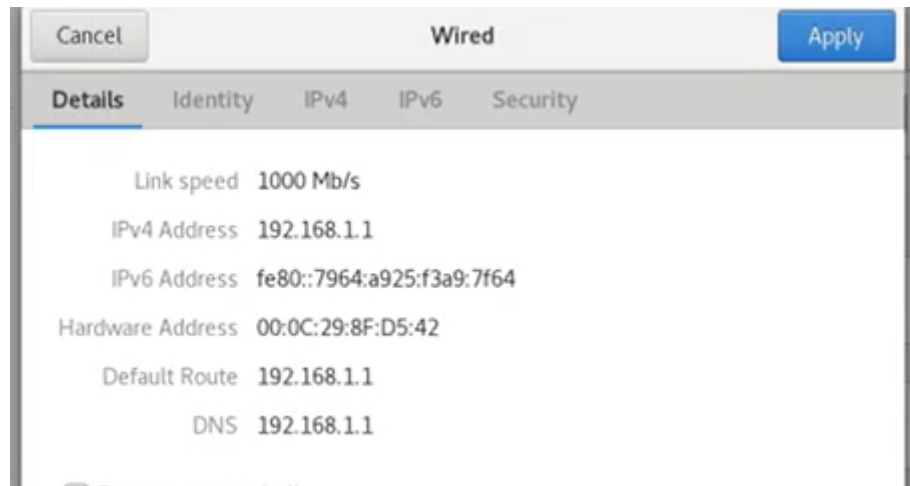 Cancel Wired Apply
Details Identity IPv4 IPv6 Security
Link speed 1000 Mb/s
IPv4 Address 192.168.1.1
IPv6 Address fe80::7964:a925:f3a9:7f64
Hardware Address 00:0C:29:8F:D5:42
Default Route 192.168.1.1
DNS 192.168.1.1